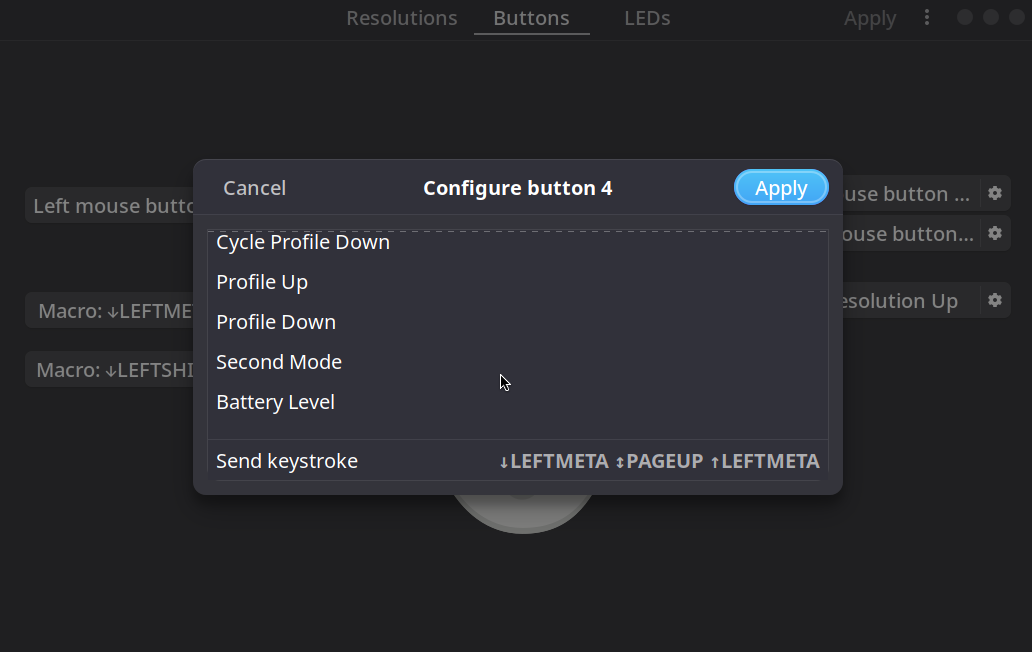 Resolutions Buttons LEDs Apply
Cancel Configure button 4 Apply
Left mouse butto
use button ...
ouse button...
Macro: ↓LEFTME
esolution Up
Macro: ↓LEFTSHI
Cycle Profile Down
Profile Up
Profile Down
Second Mode
Battery Level
Send keystroke ↓LEFTMETA ↕PAGEUP ↑LEFTMETA